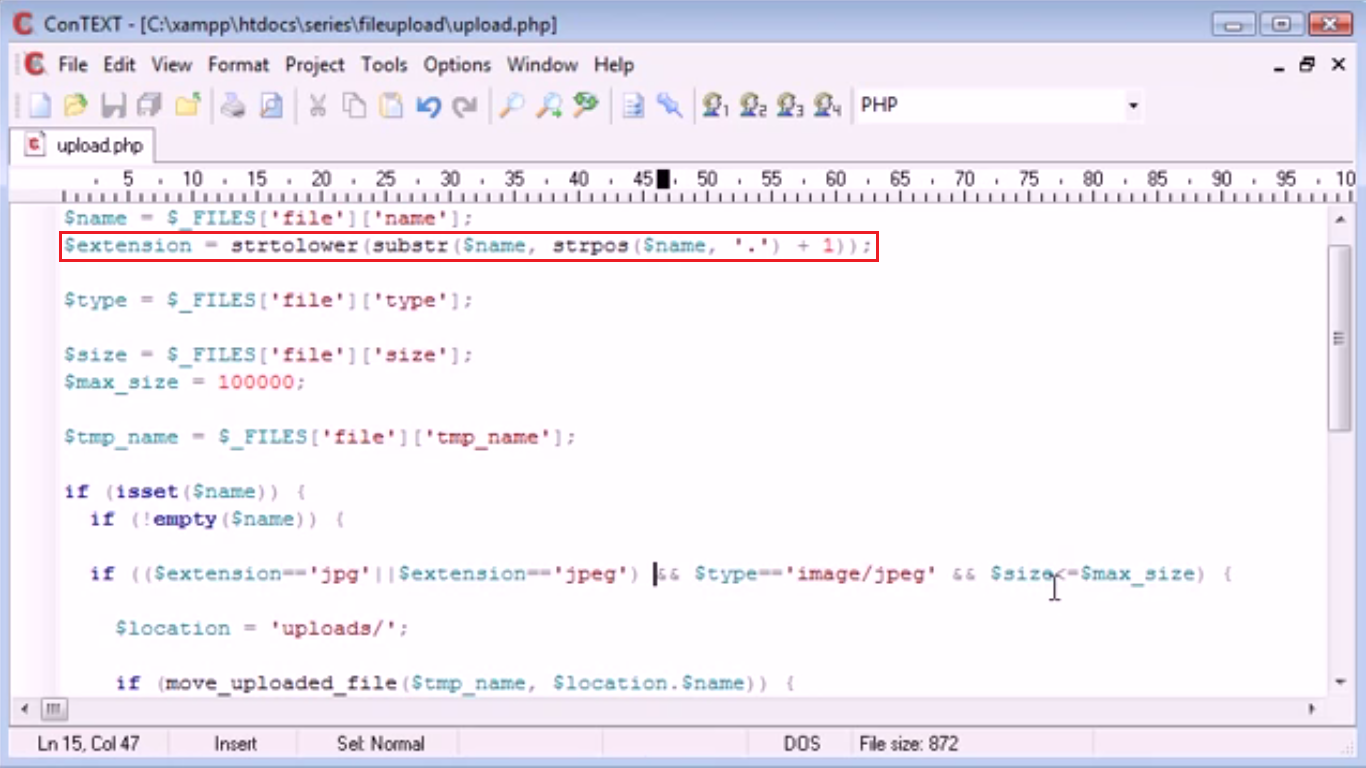 ConTEXT - [C:\xampp\htdocs\series\fileupload\upload.php]
File Edit View Format Project Tools Options Window Help
1 2 3 4 PHP
upload.php
5 10 15 20 25 30 35 40 45 50 55 60 65 70 75 80 85 90 95 10
$name = $_FILES['file']['name'];
$extension = strtolower(substr($name, strpos($name, '.') + 1));
$type = $_FILES['file']['type'];
$size = $_FILES['file']['size'];
$max_size = 100000;
$tmp_name = $_FILES['file']['tmp_name'];
if (isset($name)) {
if (!empty($name)) {
if (($extension=='jpg'||$extension=='jpeg') && $type=='image/jpeg' && $size<=$max_size) {
$location = 'uploads/';
if (move_uploaded_file($tmp_name, $location.$name)) {
Ln 15, Col 47 Insert Sel: Normal DOS File size: 872